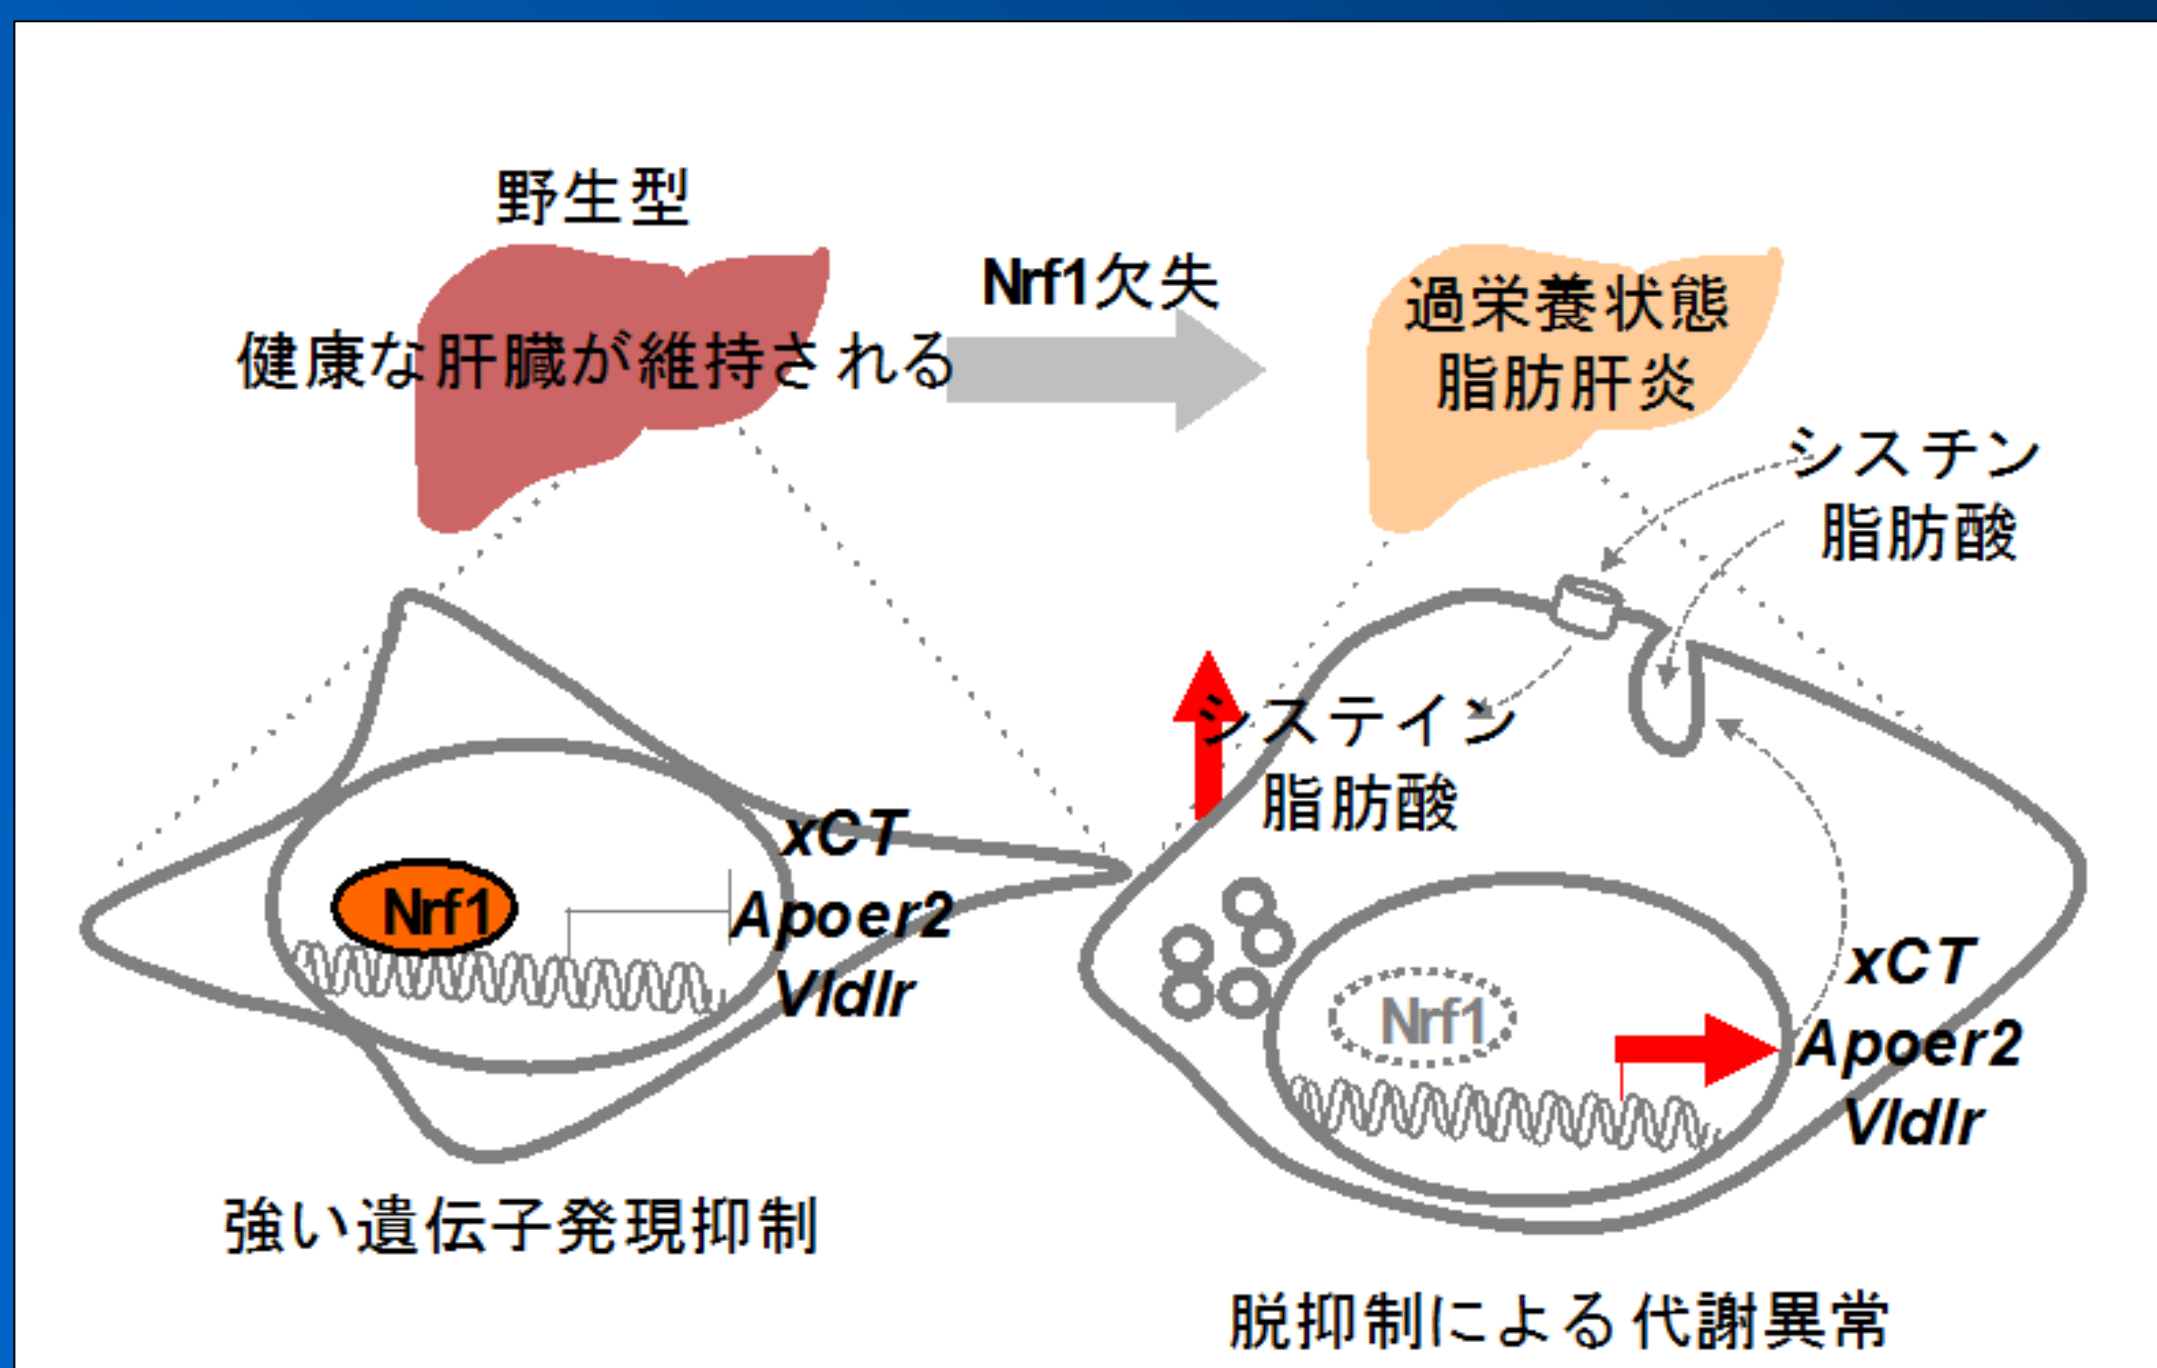 野生型
健康な肝臓が維持される
Nrf1欠失
過栄養状態
脂肪肝炎
シスチン
脂肪酸
システイン
脂肪酸
Nrf1
xCT
Apoer2
Vldlr
Nrf1
xCT
Apoer2
Vldlr
強い遺伝子発現抑制
脱抑制による代謝異常